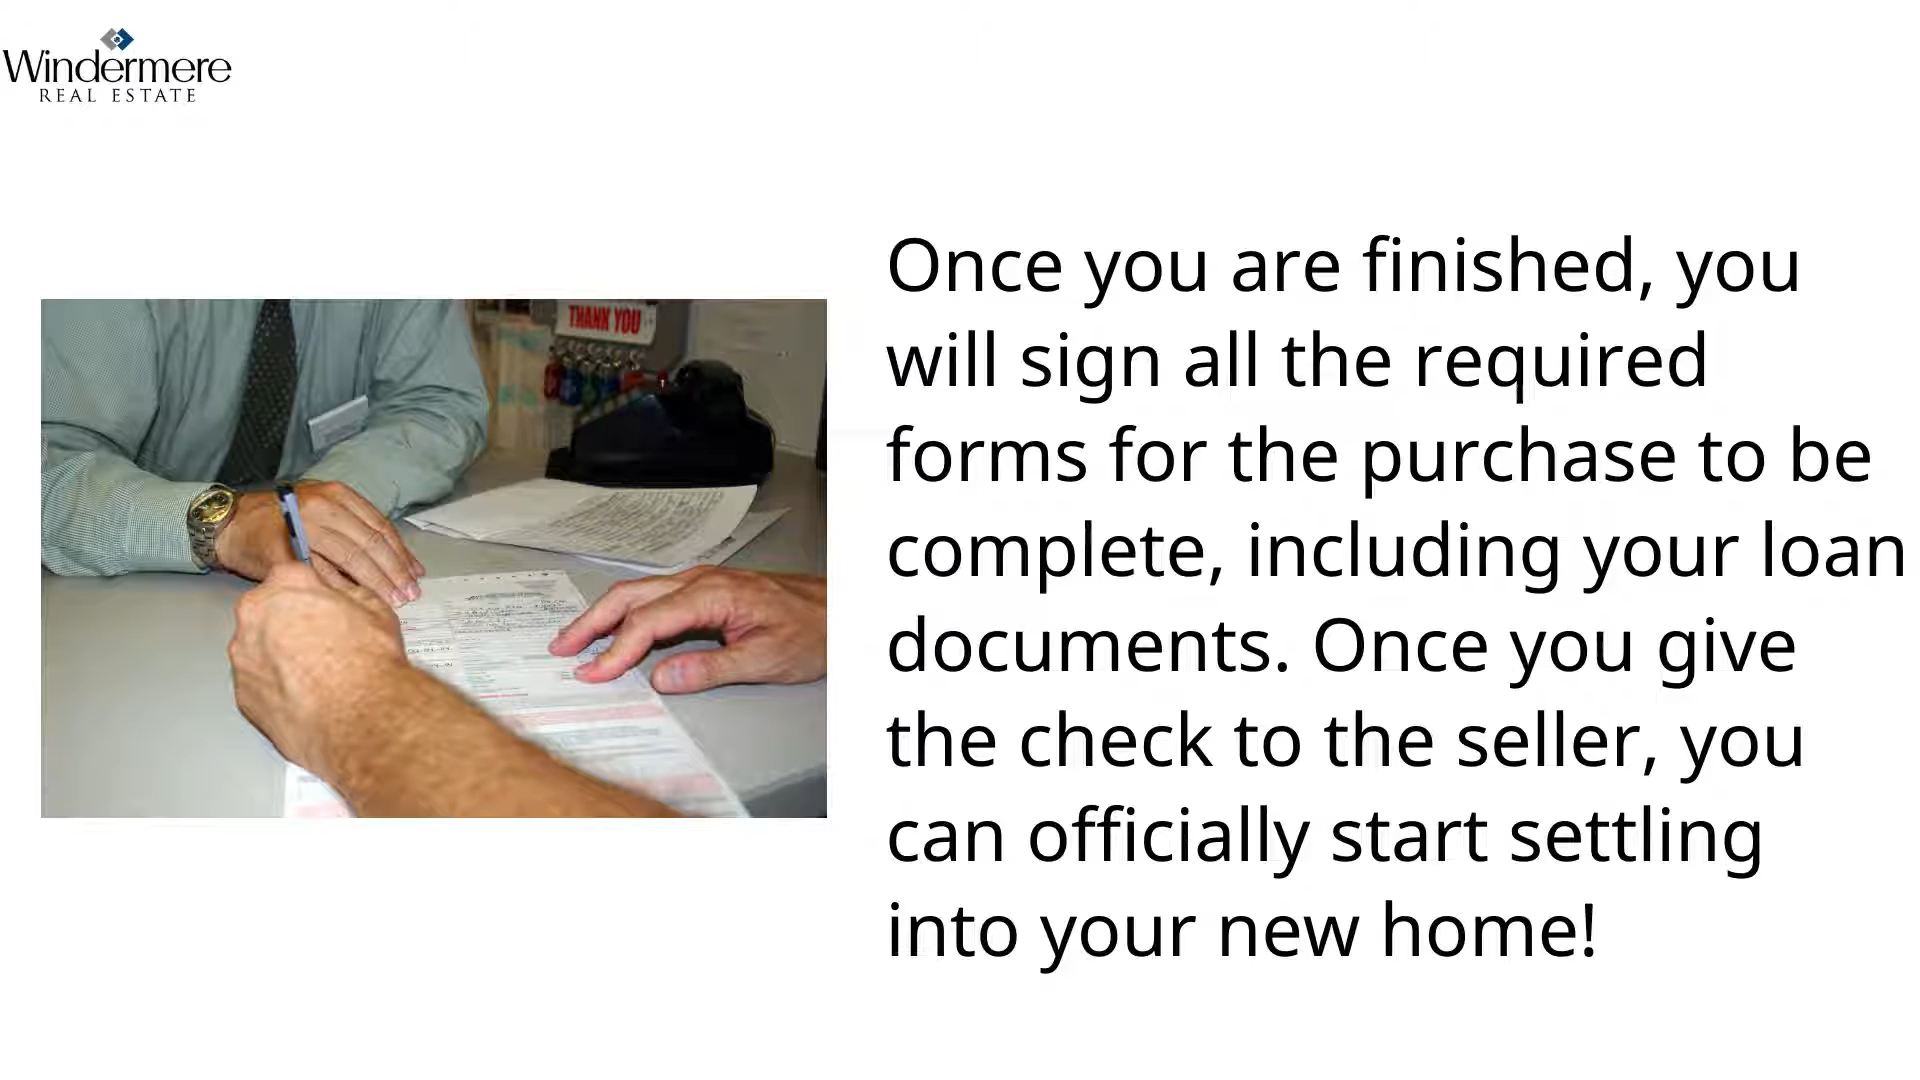 Windermere
REAL ESTATE
THANK YOU
Once you are finished, you
will sign all the required
forms for the purchase to be
complete, including your loan
documents. Once you give
the check to the seller, you
can officially start settling
into your new home!